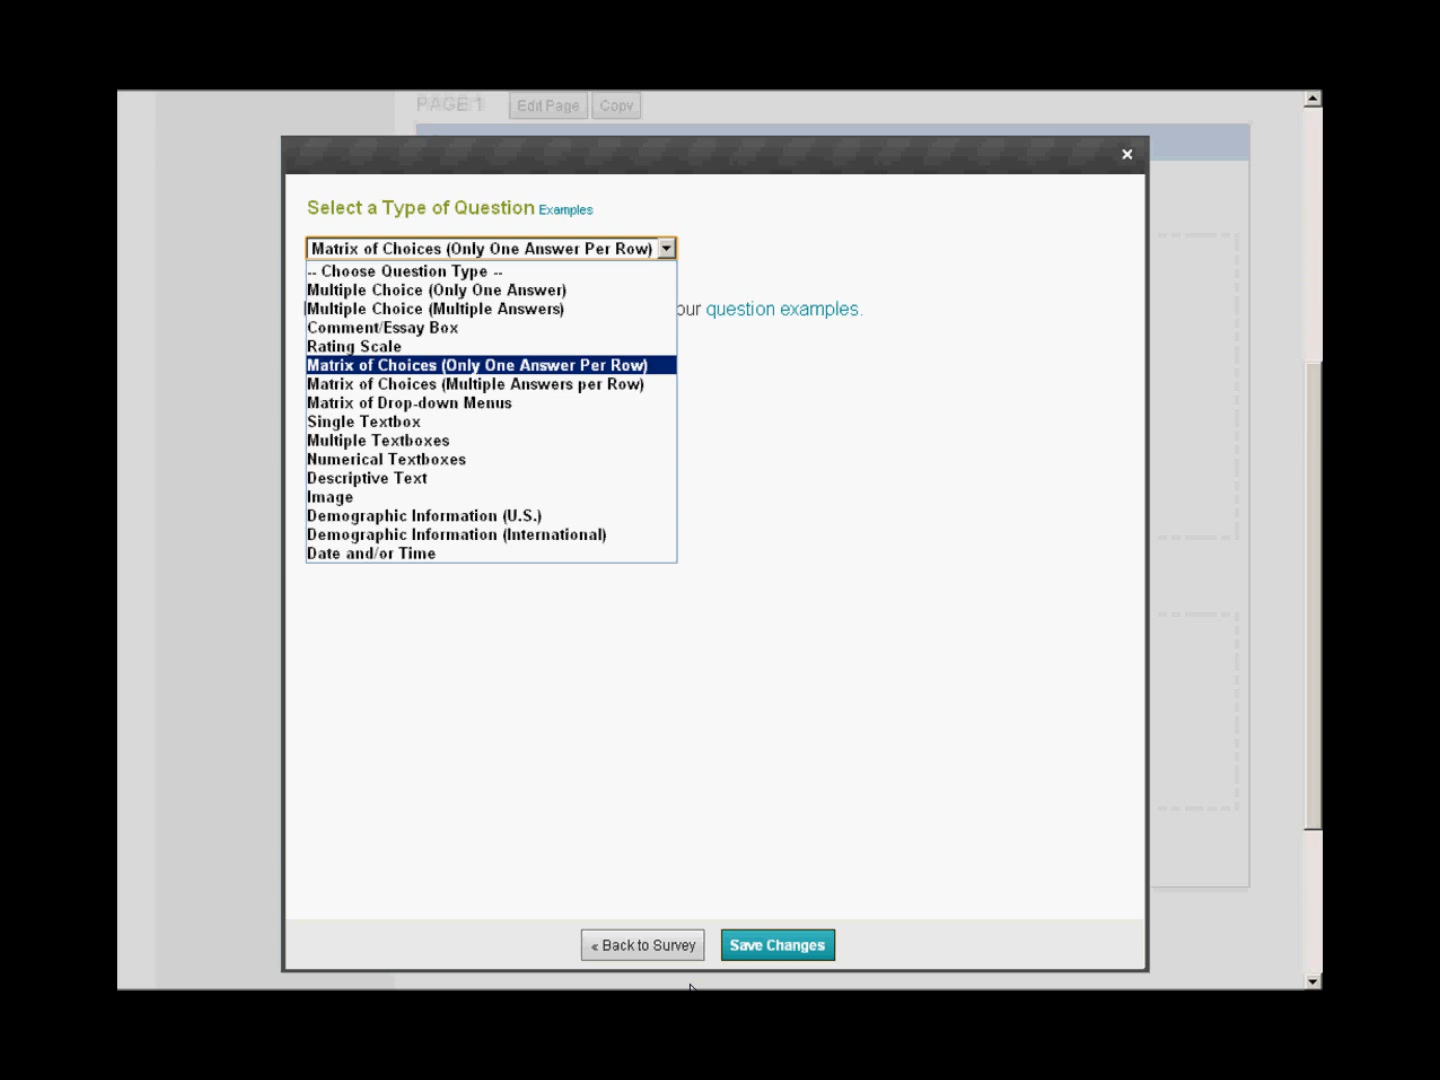 PAGE 1 Edit Page Copy
×
Select a Type of Question Examples
Matrix of Choices (Only One Answer Per Row)
-- Choose Question Type --
Multiple Choice (Only One Answer)
Multiple Choice (Multiple Answers) our question examples.
Comment/Essay Box
Rating Scale
Matrix of Choices (Only One Answer Per Row)
Matrix of Choices (Multiple Answers per Row)
Matrix of Drop-down Menus
Single Textbox
Multiple Textboxes
Numerical Textboxes
Descriptive Text
Image
Demographic Information (U.S.)
Demographic Information (International)
Date and/or Time
« Back to Survey Save Changes